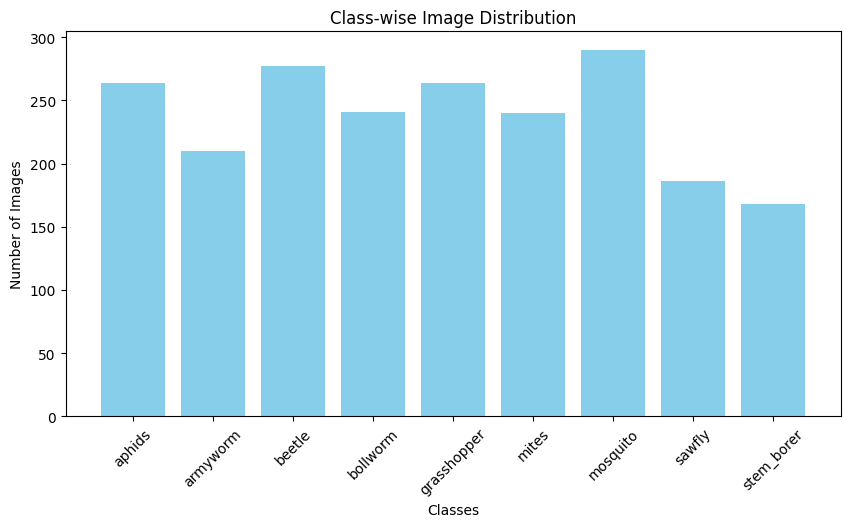 Class-wise Image Distribution
Number of Images
300
250
200
150
100
50
0
aphids
armyworm
beetle
bollworm
grasshopper
mites
mosquito
sawfly
stem_borer
Classes